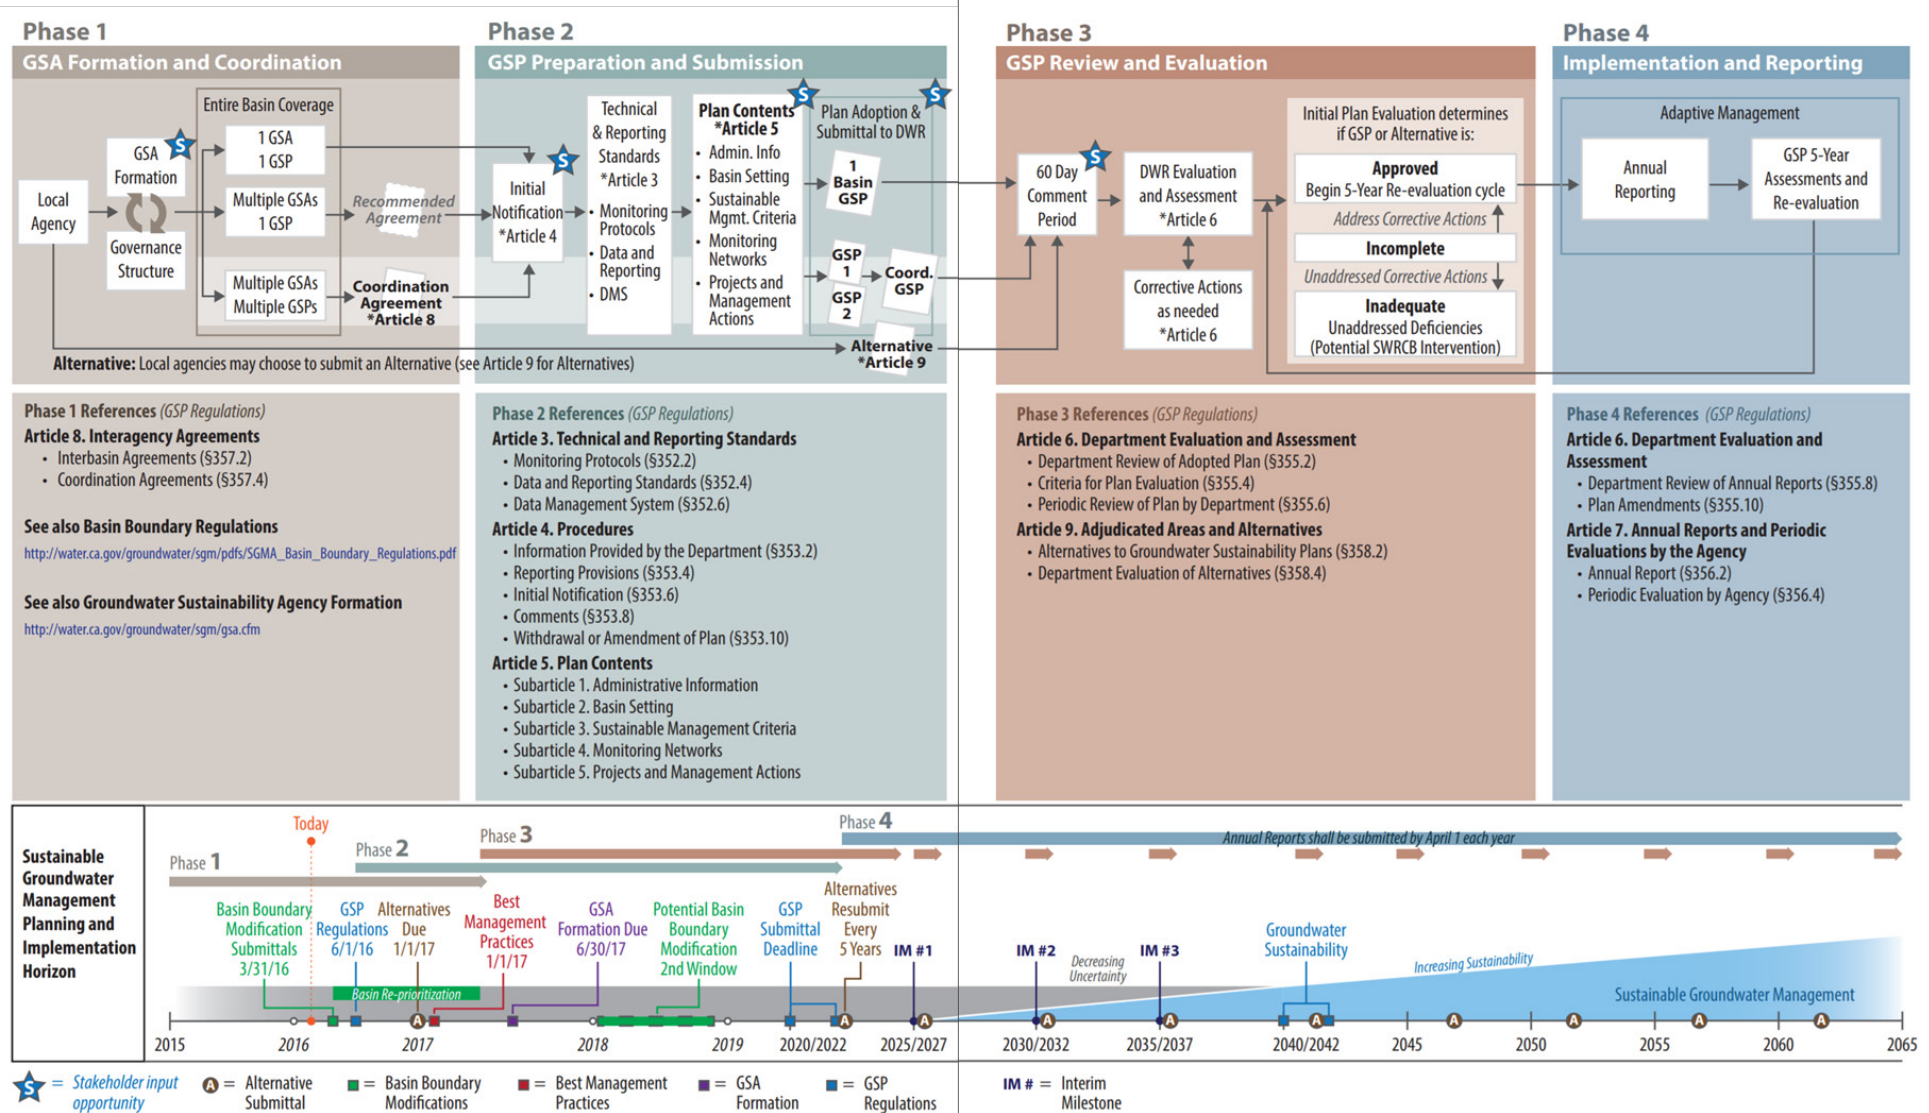 Phase 1
GSA Formation and Coordination
Entire Basin Coverage
Local
Agency
GSA
Formation
S
Governance
Structure
1 GSA
1 GSP
Multiple GSAs
1 GSP
Multiple GSAs
Multiple GSPs
Recommended
Agreement
Coordination
Agreement
*Article 8
Alternative: Local agencies may choose to submit an Alternative (see Article 9 for Alternatives)
Phase 2
GSP Preparation and Submission
S
Initial
Notification
*Article 4
Technical
& Reporting
Standards
*Article 3
• Monitoring
Protocols
• Data and
Reporting
• DMS
S
Plan Contents
*Article 5
• Admin. Info
• Basin Setting
• Sustainable
Mgmt. Criteria
• Monitoring
Networks
• Projects and
Management
Actions
S
Plan Adoption &
Submittal to DWR
1
Basin
GSP
GSP
1
GSP
2
Coord.
GSP
Alternative
*Article 9
Phase 3
GSP Review and Evaluation
S
60 Day
Comment
Period
DWR Evaluation
and Assessment
*Article 6
Corrective Actions
as needed
*Article 6
Initial Plan Evaluation determines
if GSP or Alternative is:
Approved
Begin 5-Year Re-evaluation cycle
Address Corrective Actions
Incomplete
Unaddressed Corrective Actions
Inadequate
Unaddressed Deficiencies
(Potential SWRCB Intervention)
Phase 4
Implementation and Reporting
Adaptive Management
Annual
Reporting
GSP 5-Year
Assessments and
Re-evaluation
Phase 1 References (GSP Regulations)
Article 8. Interagency Agreements
• Interbasin Agreements (§357.2)
• Coordination Agreements (§357.4)
See also Basin Boundary Regulations
http://water.ca.gov/groundwater/sgm/pdfs/SGMA_Basin_Boundary_Regulations.pdf
See also Groundwater Sustainability Agency Formation
http://water.ca.gov/groundwater/sgm/gsa.cfm
Phase 2 References (GSP Regulations)
Article 3. Technical and Reporting Standards
• Monitoring Protocols (§352.2)
• Data and Reporting Standards (§352.4)
• Data Management System (§352.6)
Article 4. Procedures
• Information Provided by the Department (§353.2)
• Reporting Provisions (§353.4)
• Initial Notification (§353.6)
• Comments (§353.8)
• Withdrawal or Amendment of Plan (§353.10)
Article 5. Plan Contents
• Subarticle 1. Administrative Information
• Subarticle 2. Basin Setting
• Subarticle 3. Sustainable Management Criteria
• Subarticle 4. Monitoring Networks
• Subarticle 5. Projects and Management Actions
Phase 3 References (GSP Regulations)
Article 6. Department Evaluation and Assessment
• Department Review of Adopted Plan (§355.2)
• Criteria for Plan Evaluation (§355.4)
• Periodic Review of Plan by Department (§355.6)
Article 9. Adjudicated Areas and Alternatives
• Alternatives to Groundwater Sustainability Plans (§358.2)
• Department Evaluation of Alternatives (§358.4)
Phase 4 References (GSP Regulations)
Article 6. Department Evaluation and
Assessment
• Department Review of Annual Reports (§355.8)
• Plan Amendments (§355.10)
Article 7. Annual Reports and Periodic
Evaluations by the Agency
• Annual Report (§356.2)
• Periodic Evaluation by Agency (§356.4)
Sustainable
Groundwater
Management
Planning and
Implementation
Horizon
Today
Phase 1
Phase 2
Phase 3
Phase 4
Annual Reports shall be submitted by April 1 each year
Basin Boundary
Modification
Submittals
3/31/16
GSP
Regulations
6/1/16
Alternatives
Due
1/1/17
Best
Management
Practices
1/1/17
GSA
Formation Due
6/30/17
Potential Basin
Boundary
Modification
2nd Window
GSP
Submittal
Deadline
Alternatives
Resubmit
Every
5 Years
IM #1
IM #2
Decreasing
Uncertainty
IM #3
Groundwater
Sustainability
Increasing Sustainability
Sustainable Groundwater Management
Basin Re-prioritization
A
A
A
A
A
A
A
A
A
A
2015
2016
2017
2018
2019
2020/2022
2025/2027
2030/2032
2035/2037
2040/2042
2045
2050
2055
2060
2065
S = Stakeholder input
opportunity
A = Alternative
Submittal
= Basin Boundary
Modifications
= Best Management
Practices
= GSA
Formation
= GSP
Regulations
IM # = Interim
Milestone